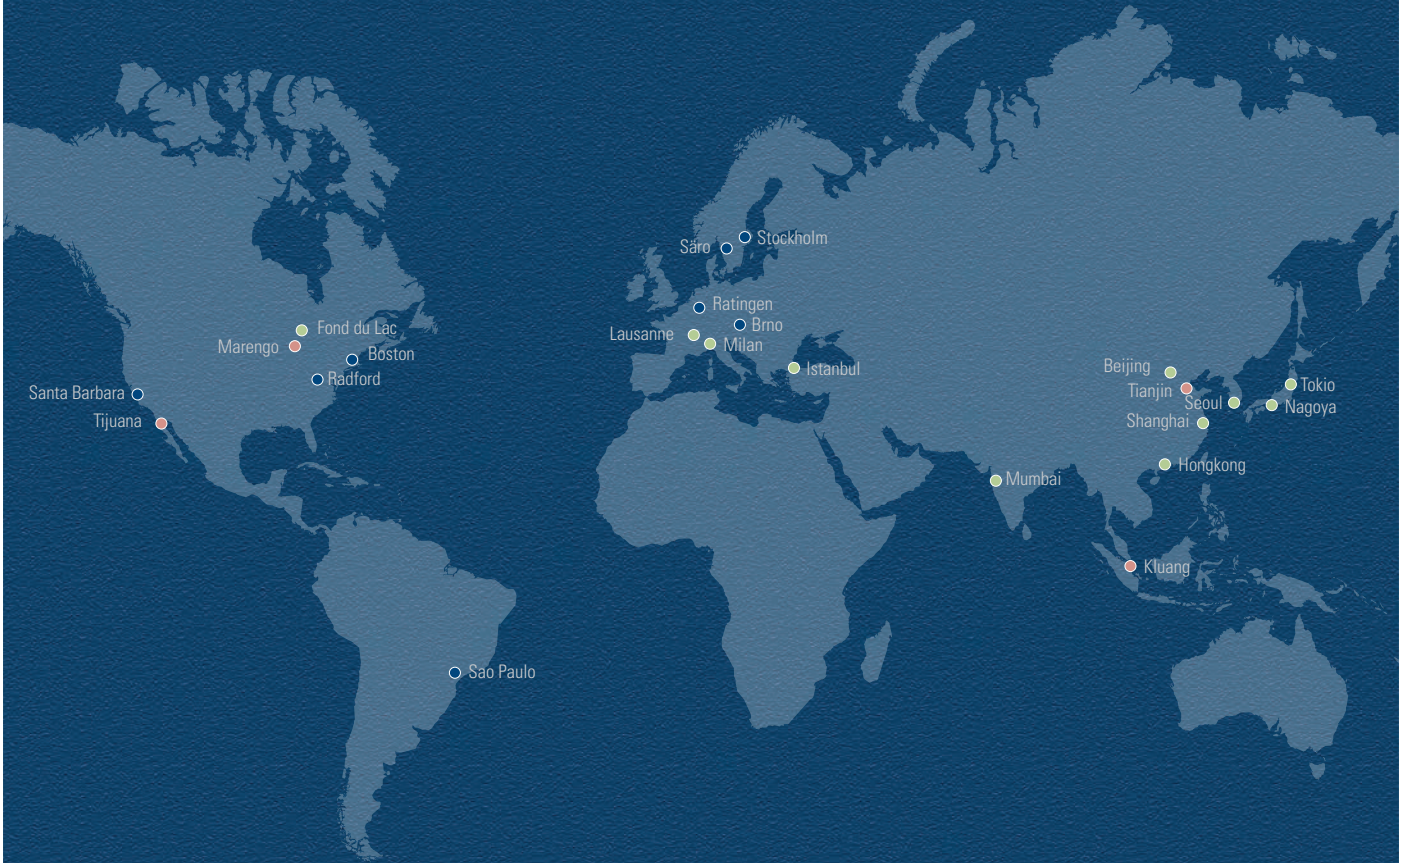 Stockholm
Säro
Ratingen
Brno
Fond du Lac
Lausanne
Milan
Marengo
Boston
Istanbul
Beijing
Radford
Tokio
Santa Barbara
Tianjin
Seoul
Nagoya
Tijuana
Shanghai
Hongkong
Mumbai
Kluang
Sao Paulo